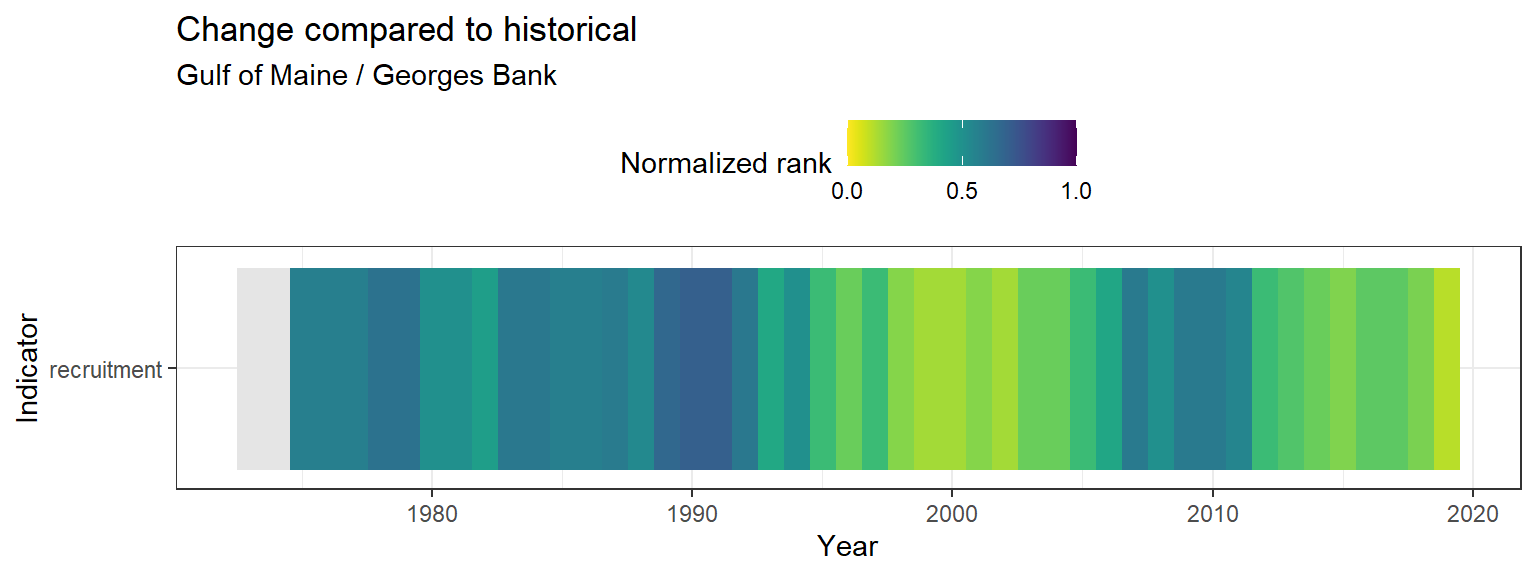 Change compared to historical
Gulf of Maine / Georges Bank
Normalized rank
0.0 0.5 1.0
Indicator
recruitment
1980 1990 2000 2010 2020
Year